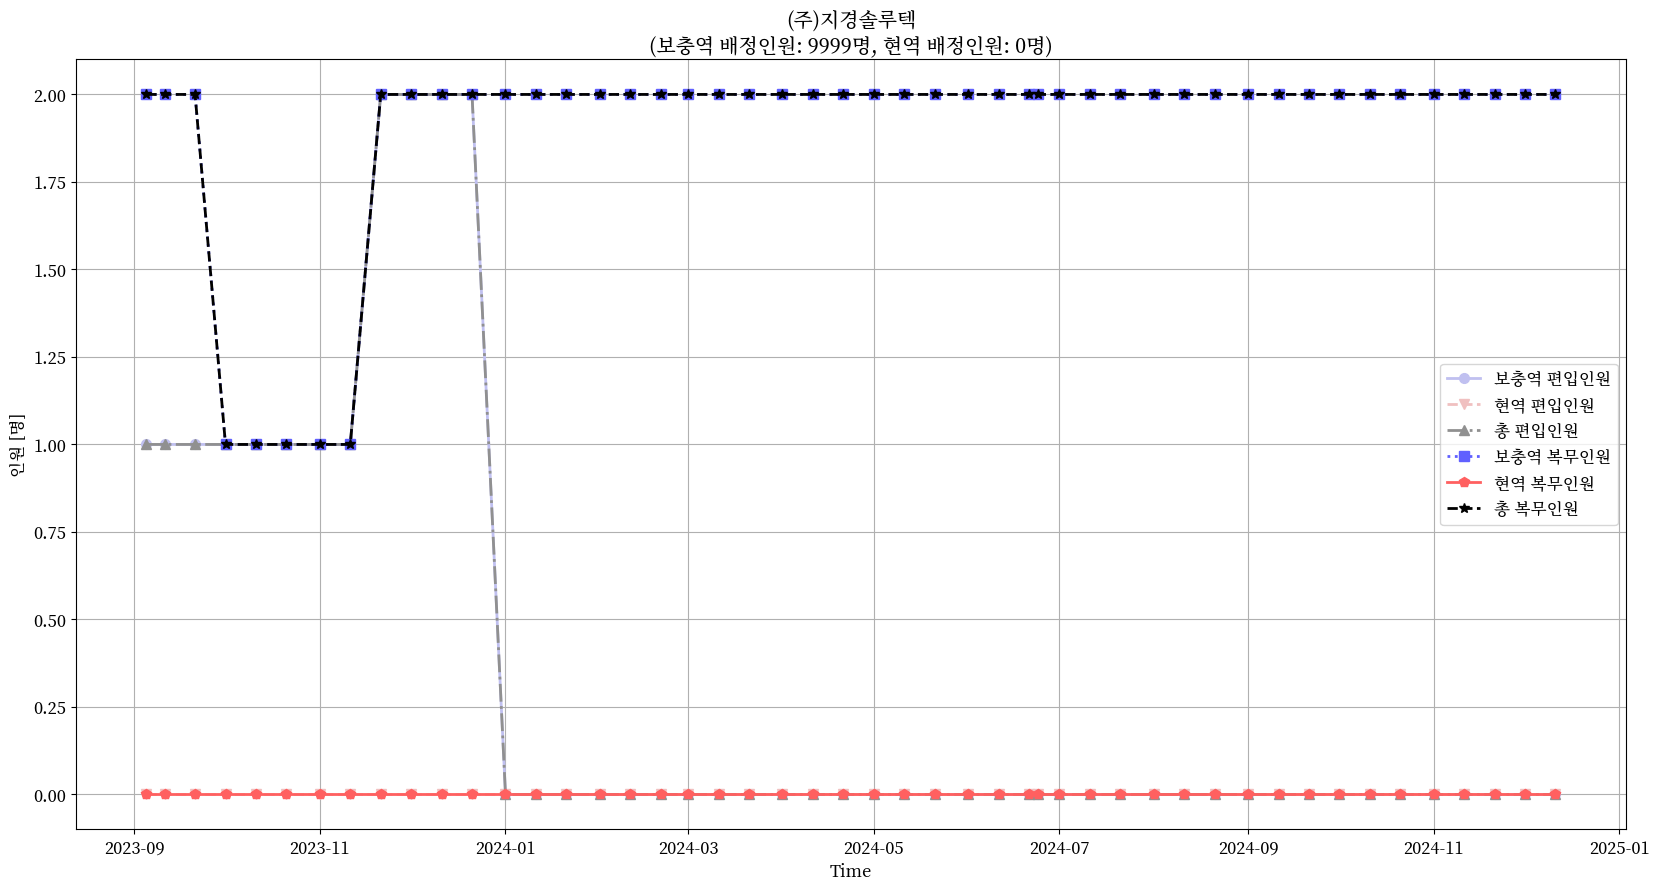 (주)지경솔루텍
(보충역 배정인원: 9999명, 현역 배정인원: 0명)
2.00
1.75
1.50
1.25
1.00
0.75
0.50
0.25
0.00
인원 [명]
보충역 편입인원
현역 편입인원
총 편입인원
보충역 복무인원
현역 복무인원
총 복무인원
2023-09 2023-11 2024-01 2024-03 2024-05 2024-07 2024-09 2024-11 2025-01
Time